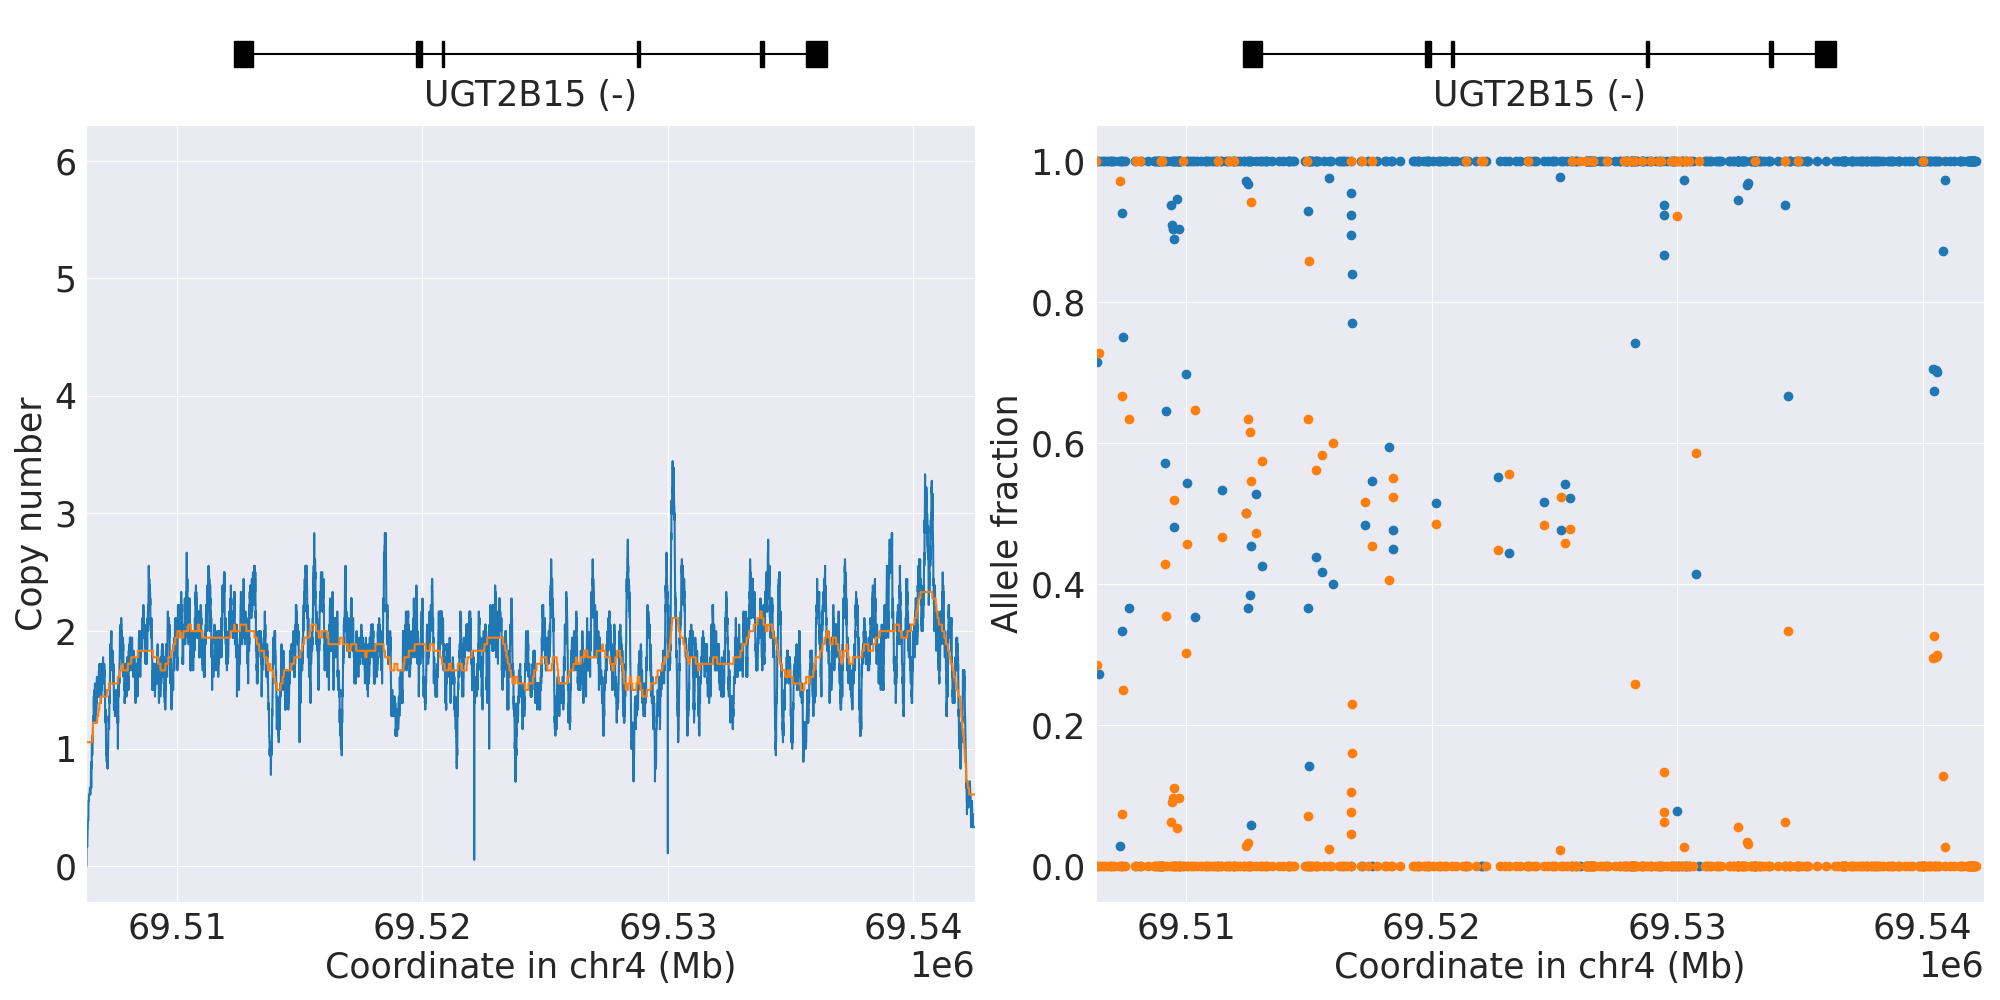 UGT2B15 (-)
6
5
4
3
2
1
0
Copy number
69.51 69.52 69.53 69.54
Coordinate in chr4 (Mb)
1e6
UGT2B15 (-)
1.0
0.8
0.6
0.4
0.2
0.0
Allele fraction
69.51 69.52 69.53 69.54
Coordinate in chr4 (Mb)
1e6